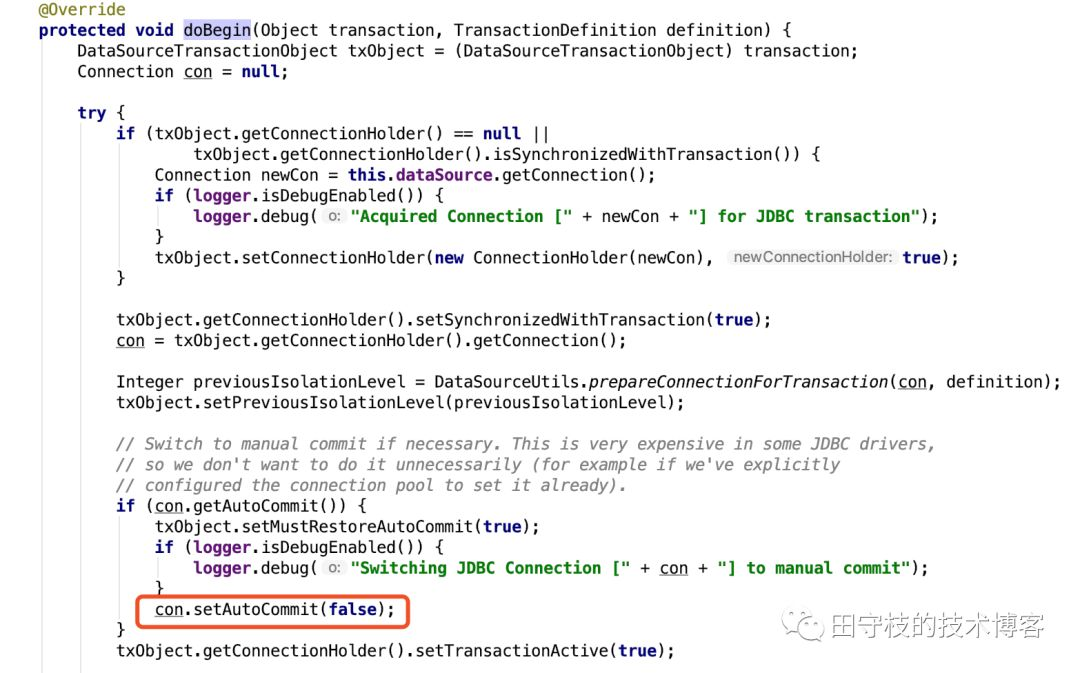 @Override
protected void doBegin(Object transaction, TransactionDefinition definition) {
DataSourceTransactionObject txObject = (DataSourceTransactionObject) transaction;
Connection con = null;
try {
if (txObject.getConnectionHolder() == null ||
txObject.getConnectionHolder().isSynchronizedWithTransaction()) {
Connection newCon = this.dataSource.getConnection();
if (logger.isDebugEnabled()) {
logger.debug( o: "Acquired Connection [" + newCon + "] for JDBC transaction");
}
txObject.setConnectionHolder(new ConnectionHolder(newCon), newConnectionHolder: true);
}
txObject.getConnectionHolder().setSynchronizedWithTransaction(true);
con = txObject.getConnectionHolder().getConnection();
Integer previousIsolationLevel = DataSourceUtils.prepareConnectionForTransaction(con, definition);
txObject.setPreviousIsolationLevel(previousIsolationLevel);
// Switch to manual commit if necessary. This is very expensive in some JDBC drivers,
// so we don't want to do it unnecessarily (for example if we've explicitly
// configured the connection pool to set it already).
if (con.getAutoCommit()) {
txObject.setMustRestoreAutoCommit(true);
if (logger.isDebugEnabled()) {
logger.debug( o: "Switching JDBC Connection [" + con + "] to manual commit");
}
con.setAutoCommit(false);
}
txObject.getConnectionHolder().setTransactionActive(true);
田守枝的技术博客